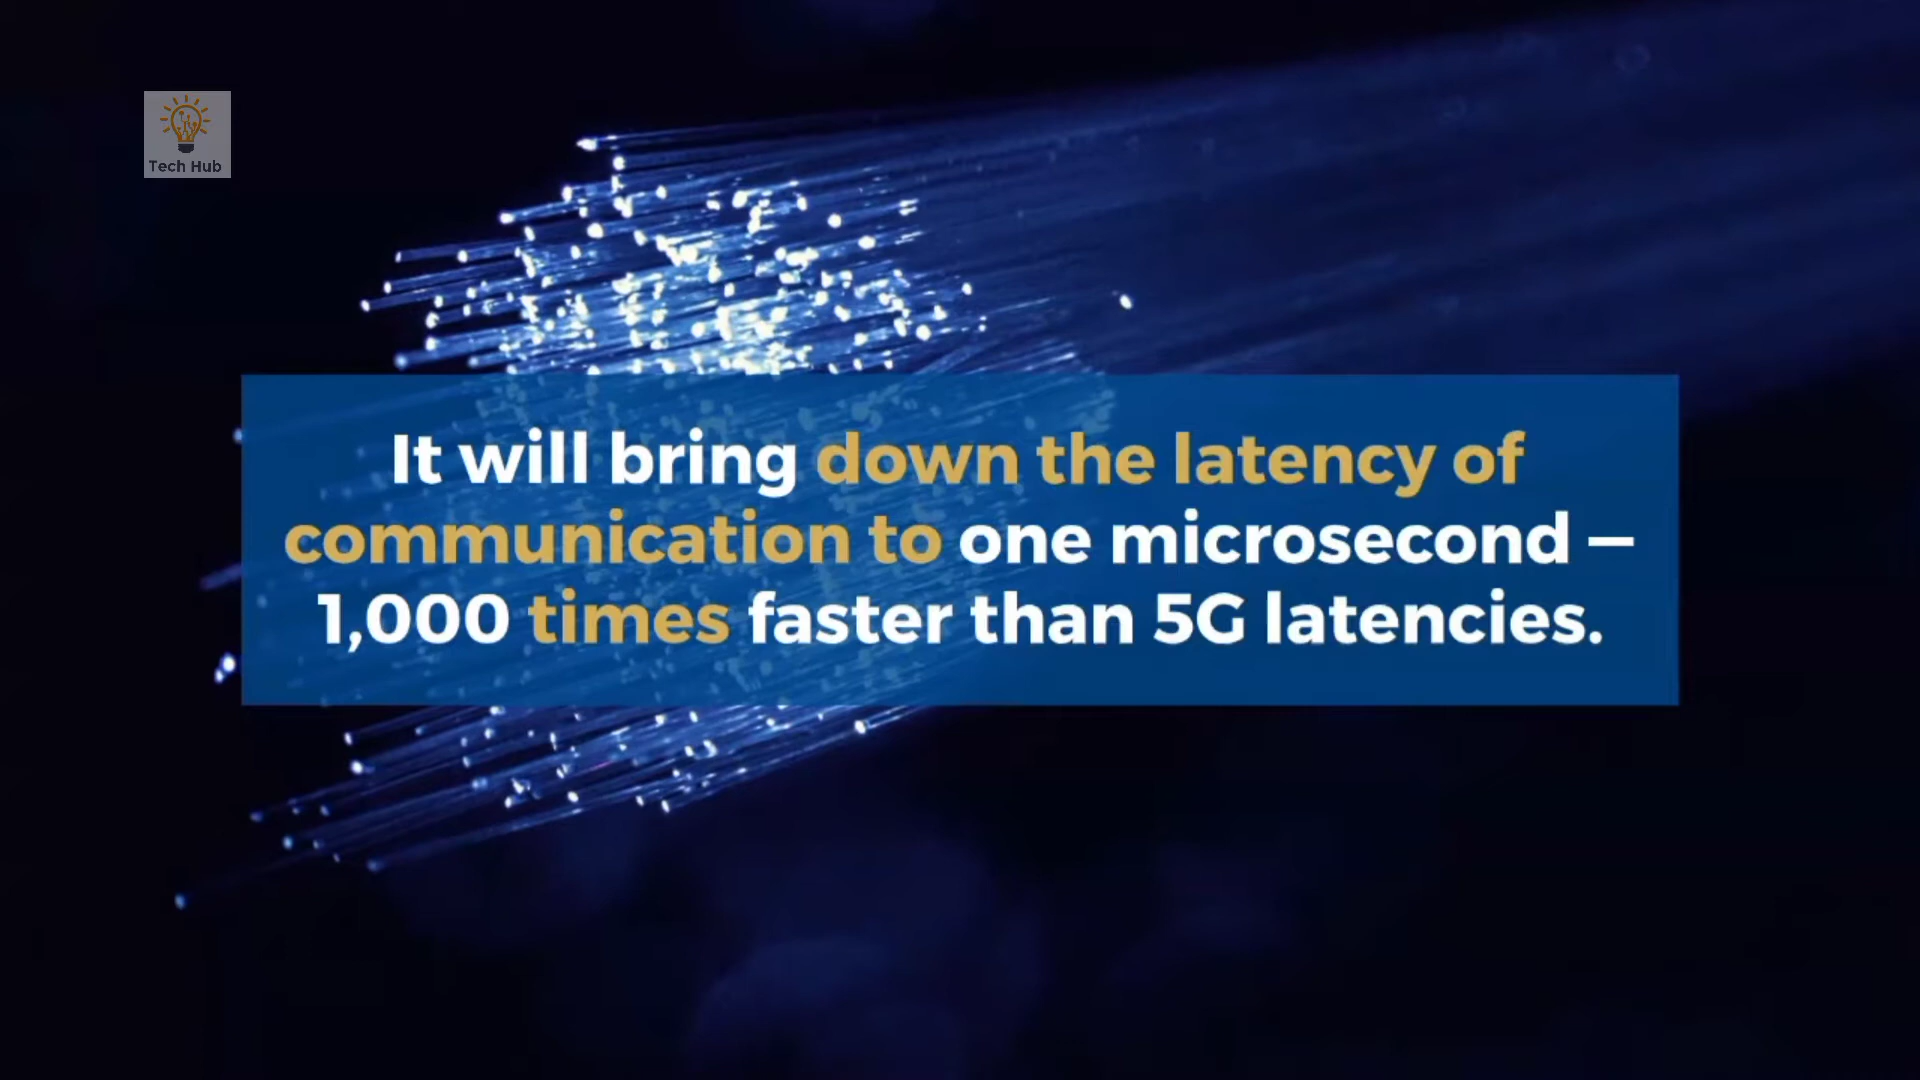 Tech Hub
It will bring down the latency of
communication to one microsecond —
1,000 times faster than 5G latencies.